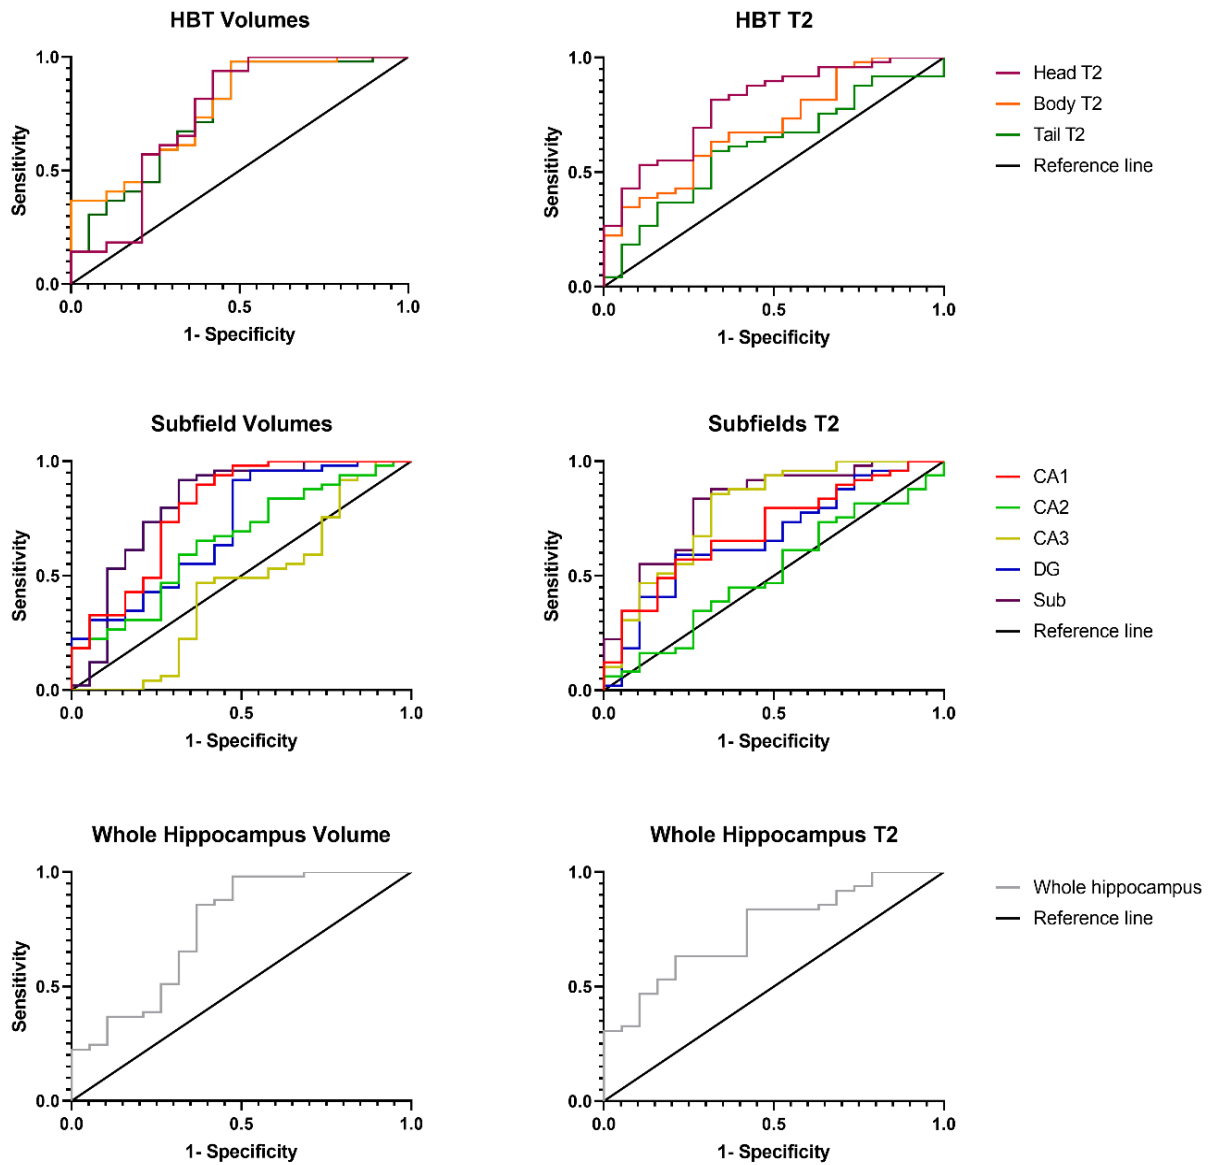 HBT Volumes
1.0
0.5
0.0
Sensitivity
0.0 0.5 1.0
1- Specificity
HBT T2
1.0
0.5
0.0
Sensitivity
0.0 0.5 1.0
1- Specificity
Head T2
Body T2
Tail T2
Reference line
Subfield Volumes
1.0
0.5
0.0
Sensitivity
0.0 0.5 1.0
1- Specificity
Subfields T2
1.0
0.5
0.0
Sensitivity
0.0 0.5 1.0
1- Specificity
CA1
CA2
CA3
DG
Sub
Reference line
Whole Hippocampus Volume
1.0
0.5
0.0
Sensitivity
0.0 0.5 1.0
1- Specificity
Whole Hippocampus T2
1.0
0.5
0.0
Sensitivity
0.0 0.5 1.0
1- Specificity
Whole hippocampus
Reference line